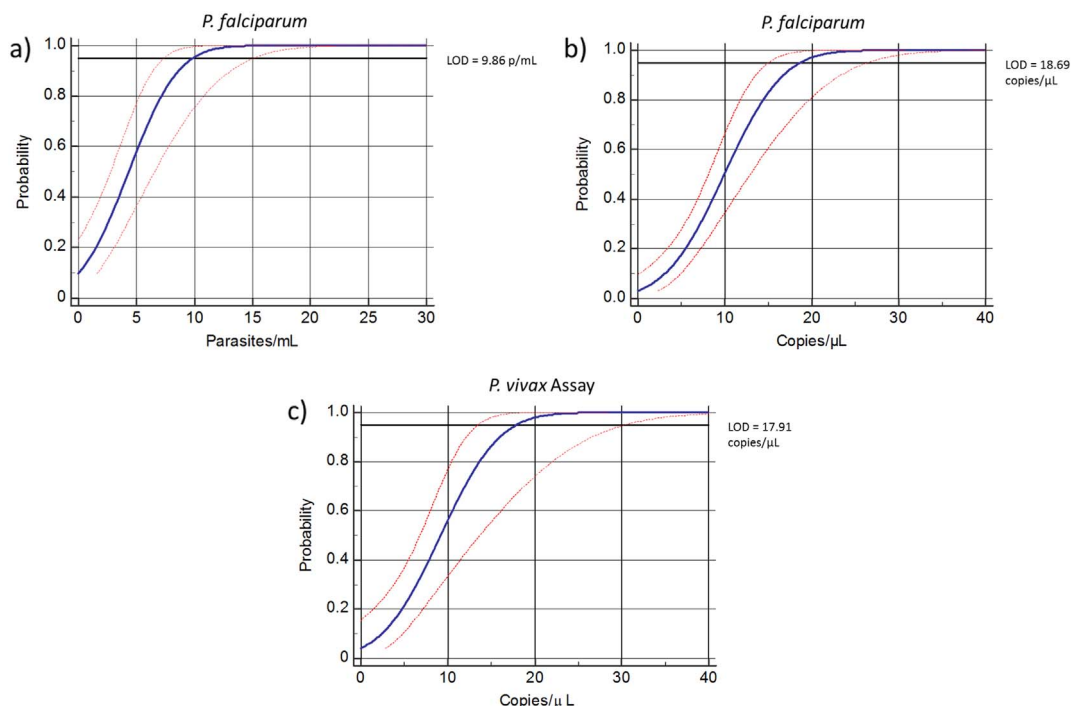 P. falciparum
a)
LOD = 9.86 p/mL
Probability
1.0
0.8
0.6
0.4
0.2
0
0 5 10 15 20 25 30
Parasites/mL
P. falciparum
b)
LOD = 18.69
copies/µL
Probability
1.0
0.8
0.6
0.4
0.2
0.0
0 10 20 30 40
Copies/µL
P. vivax Assay
c)
LOD = 17.91
copies/µL
Probability
1.0
0.8
0.6
0.4
0.2
0
0 10 20 30 40
Copies/µ L